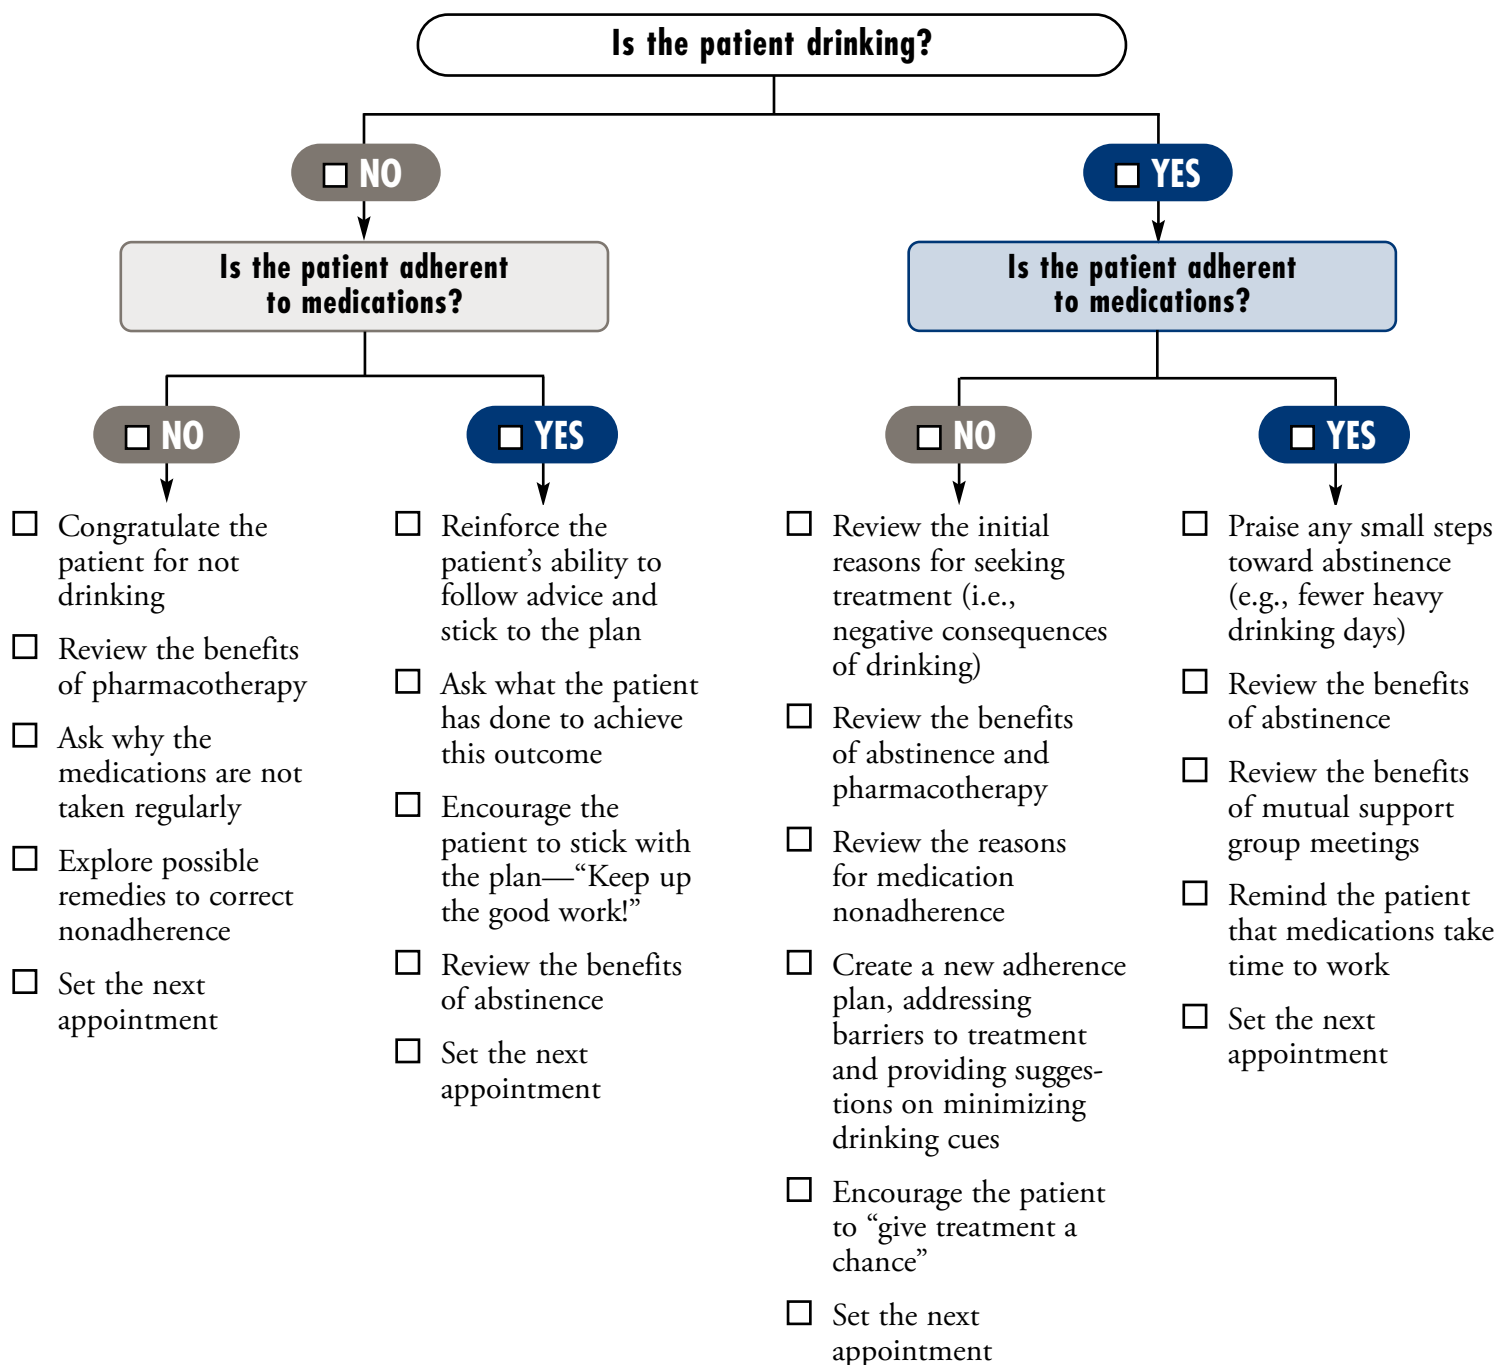 Is the patient drinking?
NO
YES
Is the patient adherent
to medications?
Is the patient adherent
to medications?
NO
YES
NO
YES
Congratulate the
patient for not
drinking
Review the benefits
of pharmacotherapy
Ask why the
medications are not
taken regularly
Explore possible
remedies to correct
nonadherence
Set the next
appointment
Reinforce the
patient’s ability to
follow advice and
stick to the plan
Ask what the patient
has done to achieve
this outcome
Encourage the
patient to stick with
the plan—“Keep up
the good work!”
Review the benefits
of abstinence
Set the next
appointment
Review the initial
reasons for seeking
treatment (i.e.,
negative consequences
of drinking)
Review the benefits
of abstinence and
pharmacotherapy
Review the reasons
for medication
nonadherence
Create a new adherence
plan, addressing
barriers to treatment
and providing sugges-
tions on minimizing
drinking cues
Encourage the patient
to “give treatment a
chance”
Set the next
appointment
Praise any small steps
toward abstinence
(e.g., fewer heavy
drinking days)
Review the benefits
of abstinence
Review the benefits
of mutual support
group meetings
Remind the patient
that medications take
time to work
Set the next
appointment